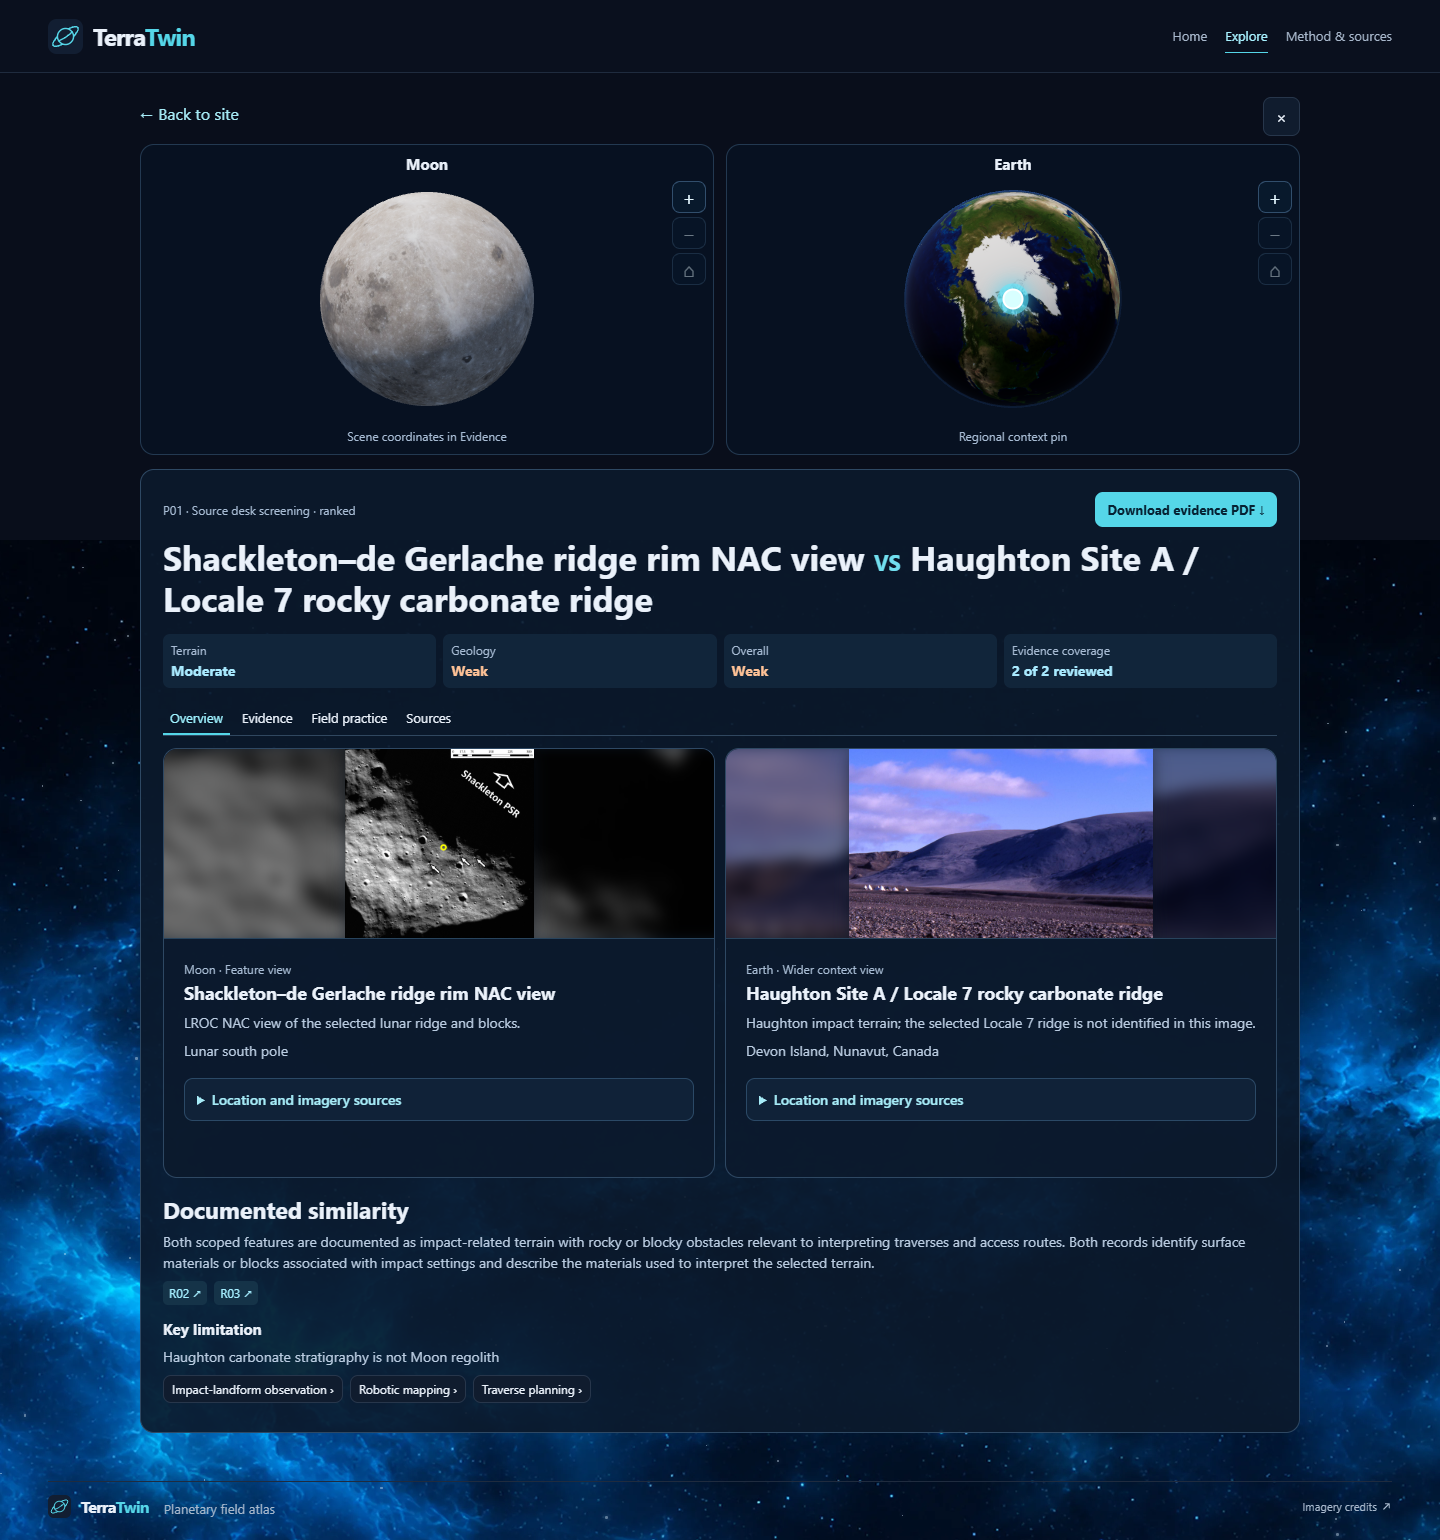 TerraTwin
Home Explore Method & sources
← Back to site
×
Moon
+
−
⌂
Scene coordinates in Evidence
Earth
+
−
⌂
Regional context pin
P01 · Source desk screening · ranked
Download evidence PDF ↓
Shackleton–de Gerlache ridge rim NAC view vs Haughton Site A /
Locale 7 rocky carbonate ridge
Terrain
Moderate
Geology
Weak
Overall
Weak
Evidence coverage
2 of 2 reviewed
Overview Evidence Field practice Sources
Shackleton PSR
Moon · Feature view
Shackleton–de Gerlache ridge rim NAC view
LROC NAC view of the selected lunar ridge and blocks.
Lunar south pole
▶ Location and imagery sources
Earth · Wider context view
Haughton Site A / Locale 7 rocky carbonate ridge
Haughton impact terrain; the selected Locale 7 ridge is not identified in this image.
Devon Island, Nunavut, Canada
▶ Location and imagery sources
Documented similarity
Both scoped features are documented as impact-related terrain with rocky or blocky obstacles relevant to interpreting traverses and access routes. Both records identify surface
materials or blocks associated with impact settings and describe the materials used to interpret the selected terrain.
R02 ↗ R03 ↗
Key limitation
Haughton carbonate stratigraphy is not Moon regolith
Impact-landform observation › Robotic mapping › Traverse planning ›
TerraTwin Planetary field atlas
Imagery credits ↗